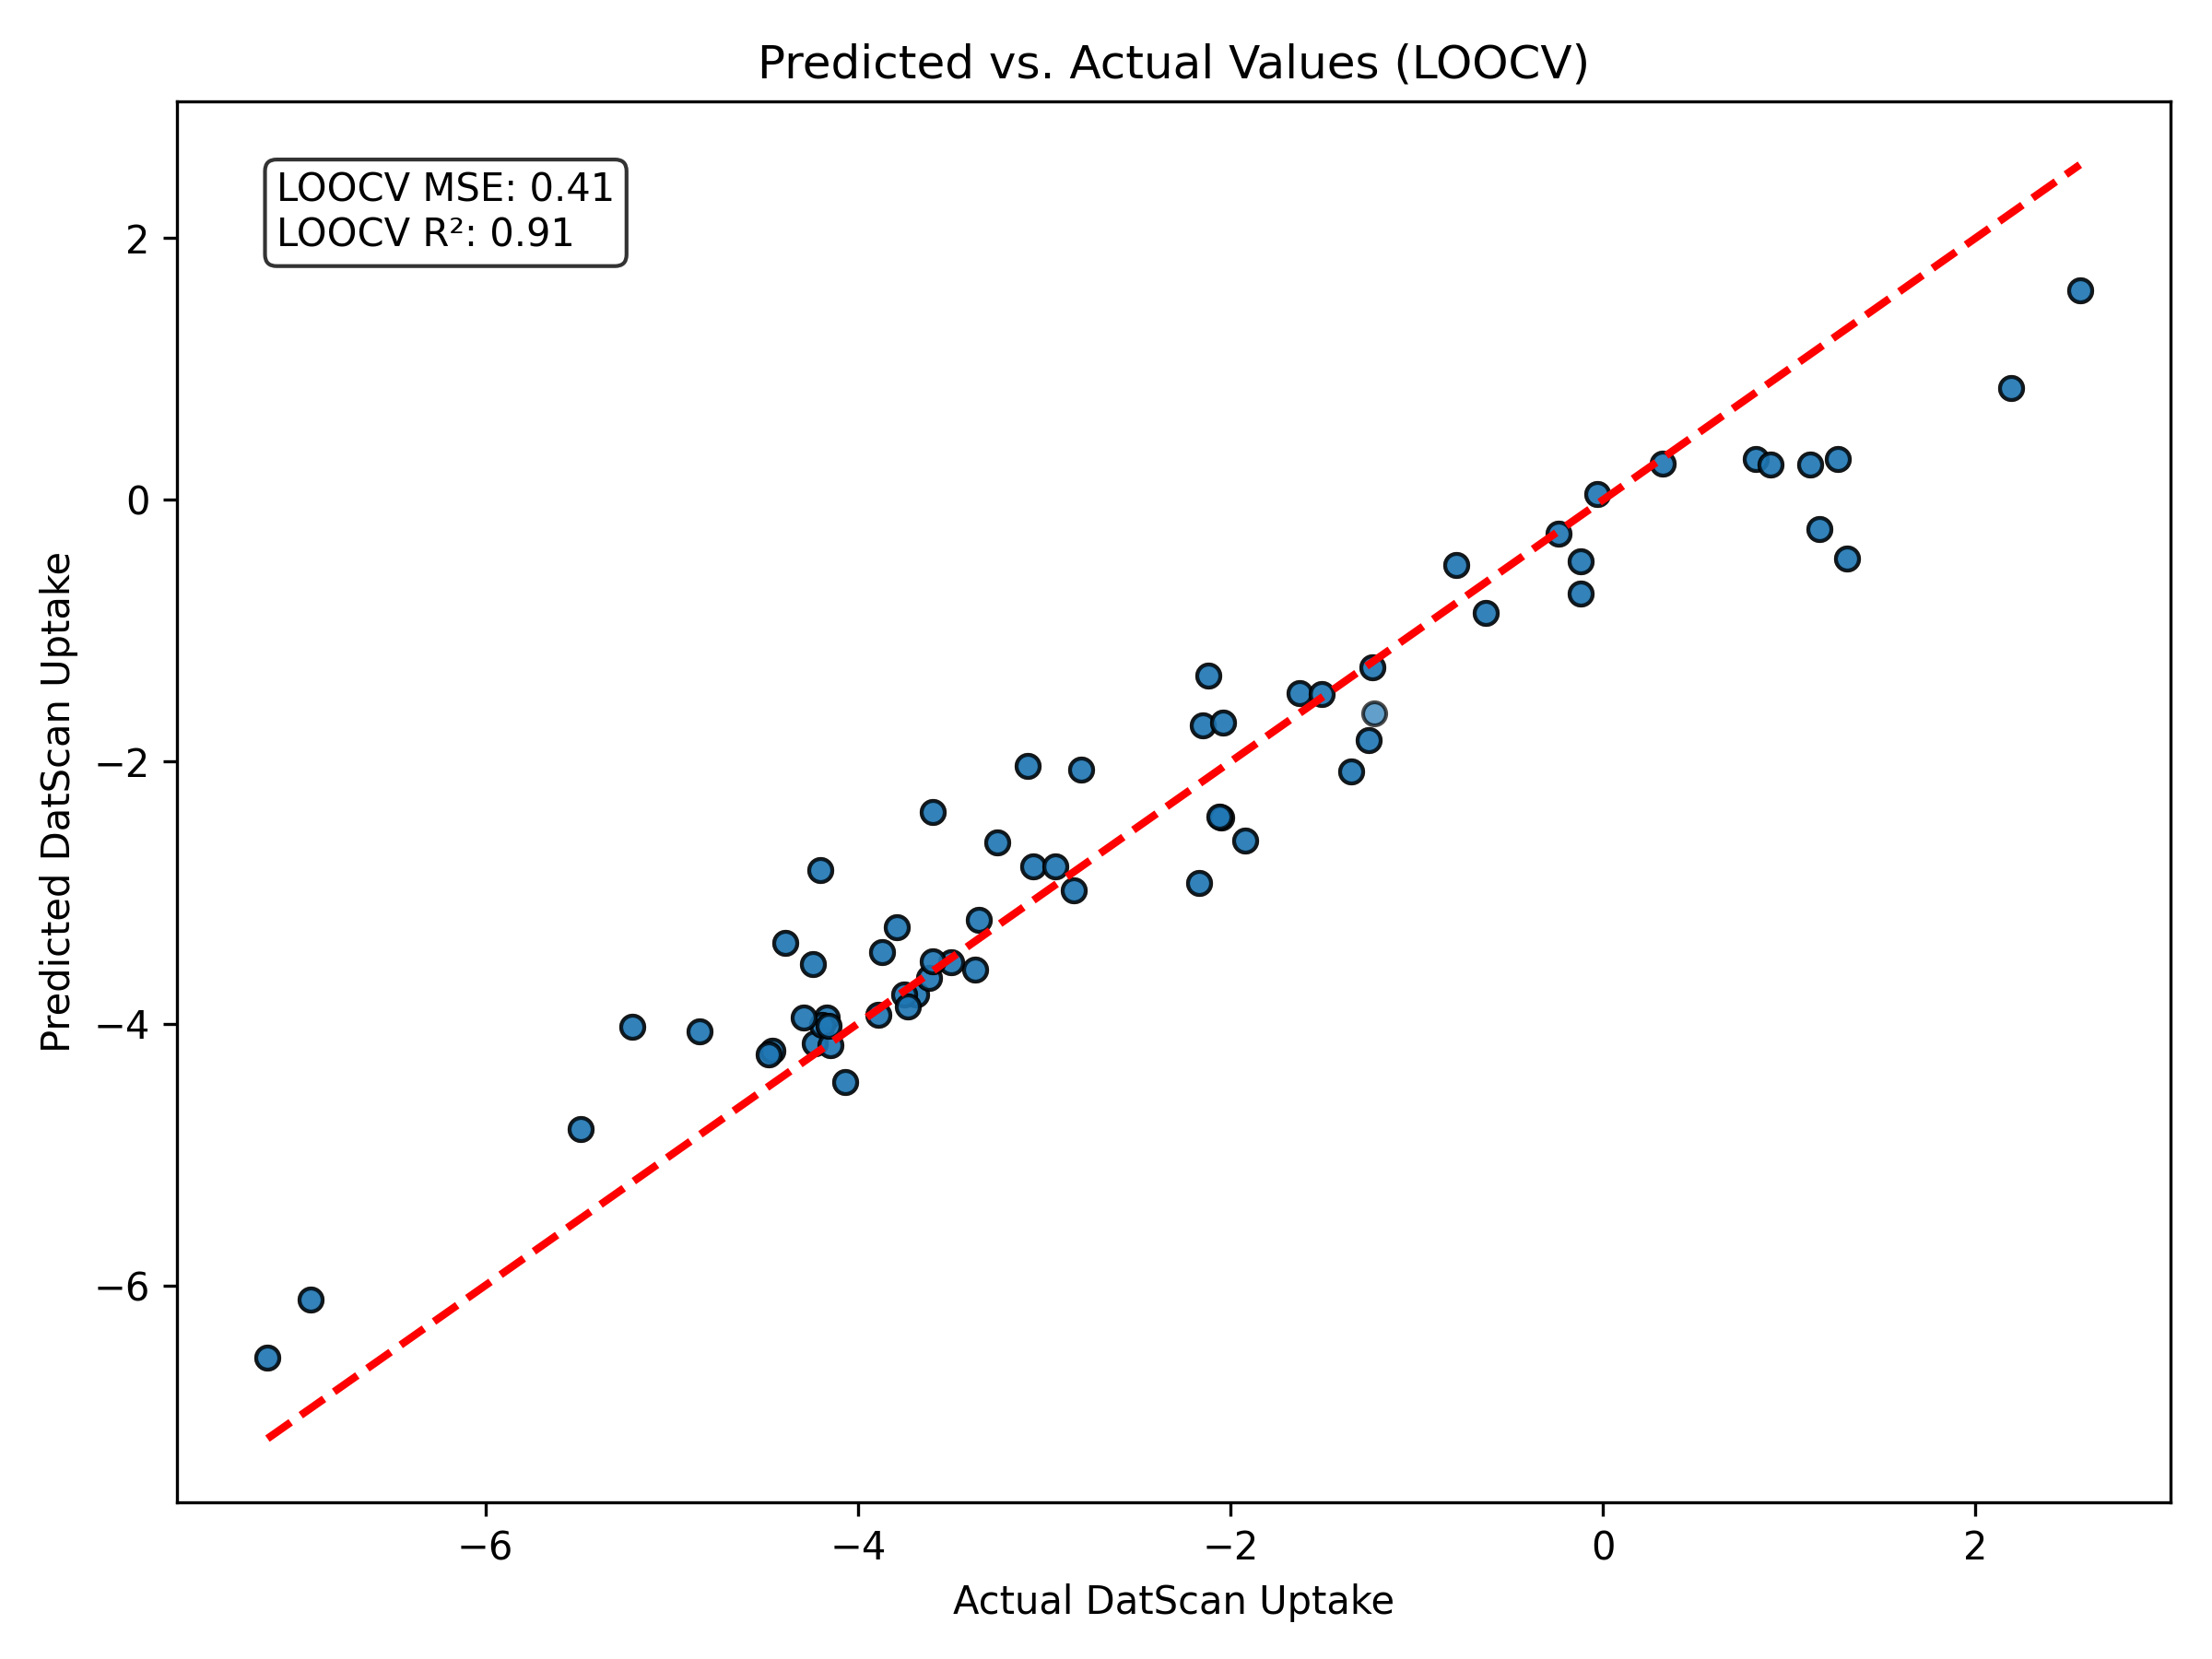 Predicted vs. Actual Values (LOOCV)
LOOCV MSE: 0.41
LOOCV R²: 0.91
2
0
−2
−4
−6
Predicted DatScan Uptake
−6
−4
−2
0
2
Actual DatScan Uptake